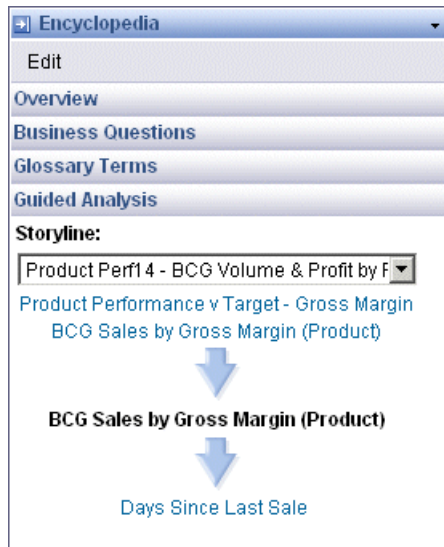 Encyclopedia
Edit
Overview
Business Questions
Glossary Terms
Guided Analysis
Storyline:
Product Perf14 - BCG Volume & Profit by
Product Performance v Target - Gross Margin
BCG Sales by Gross Margin (Product)
BCG Sales by Gross Margin (Product)
Days Since Last Sale